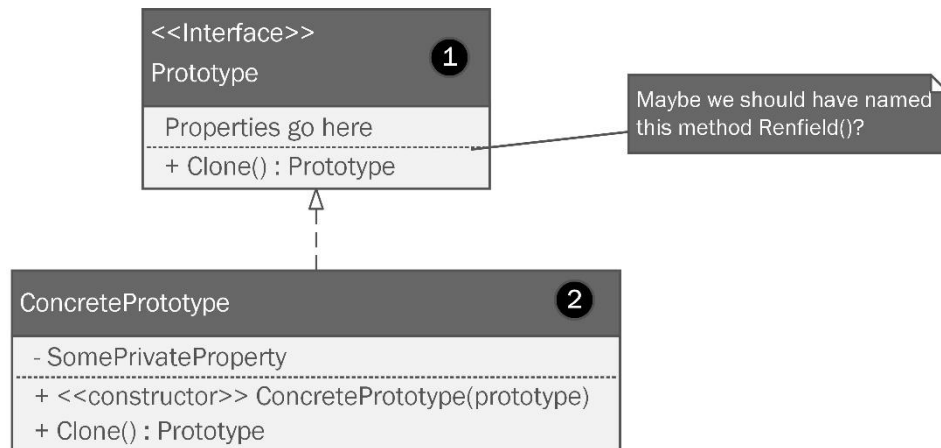 <<Interface>>
Prototype
1
Properties go here
+ Clone() : Prototype
Maybe we should have named
this method Renfield()?
ConcretePrototype
2
- SomePrivateProperty
+ <<constructor>> ConcretePrototype(prototype)
+ Clone() : Prototype